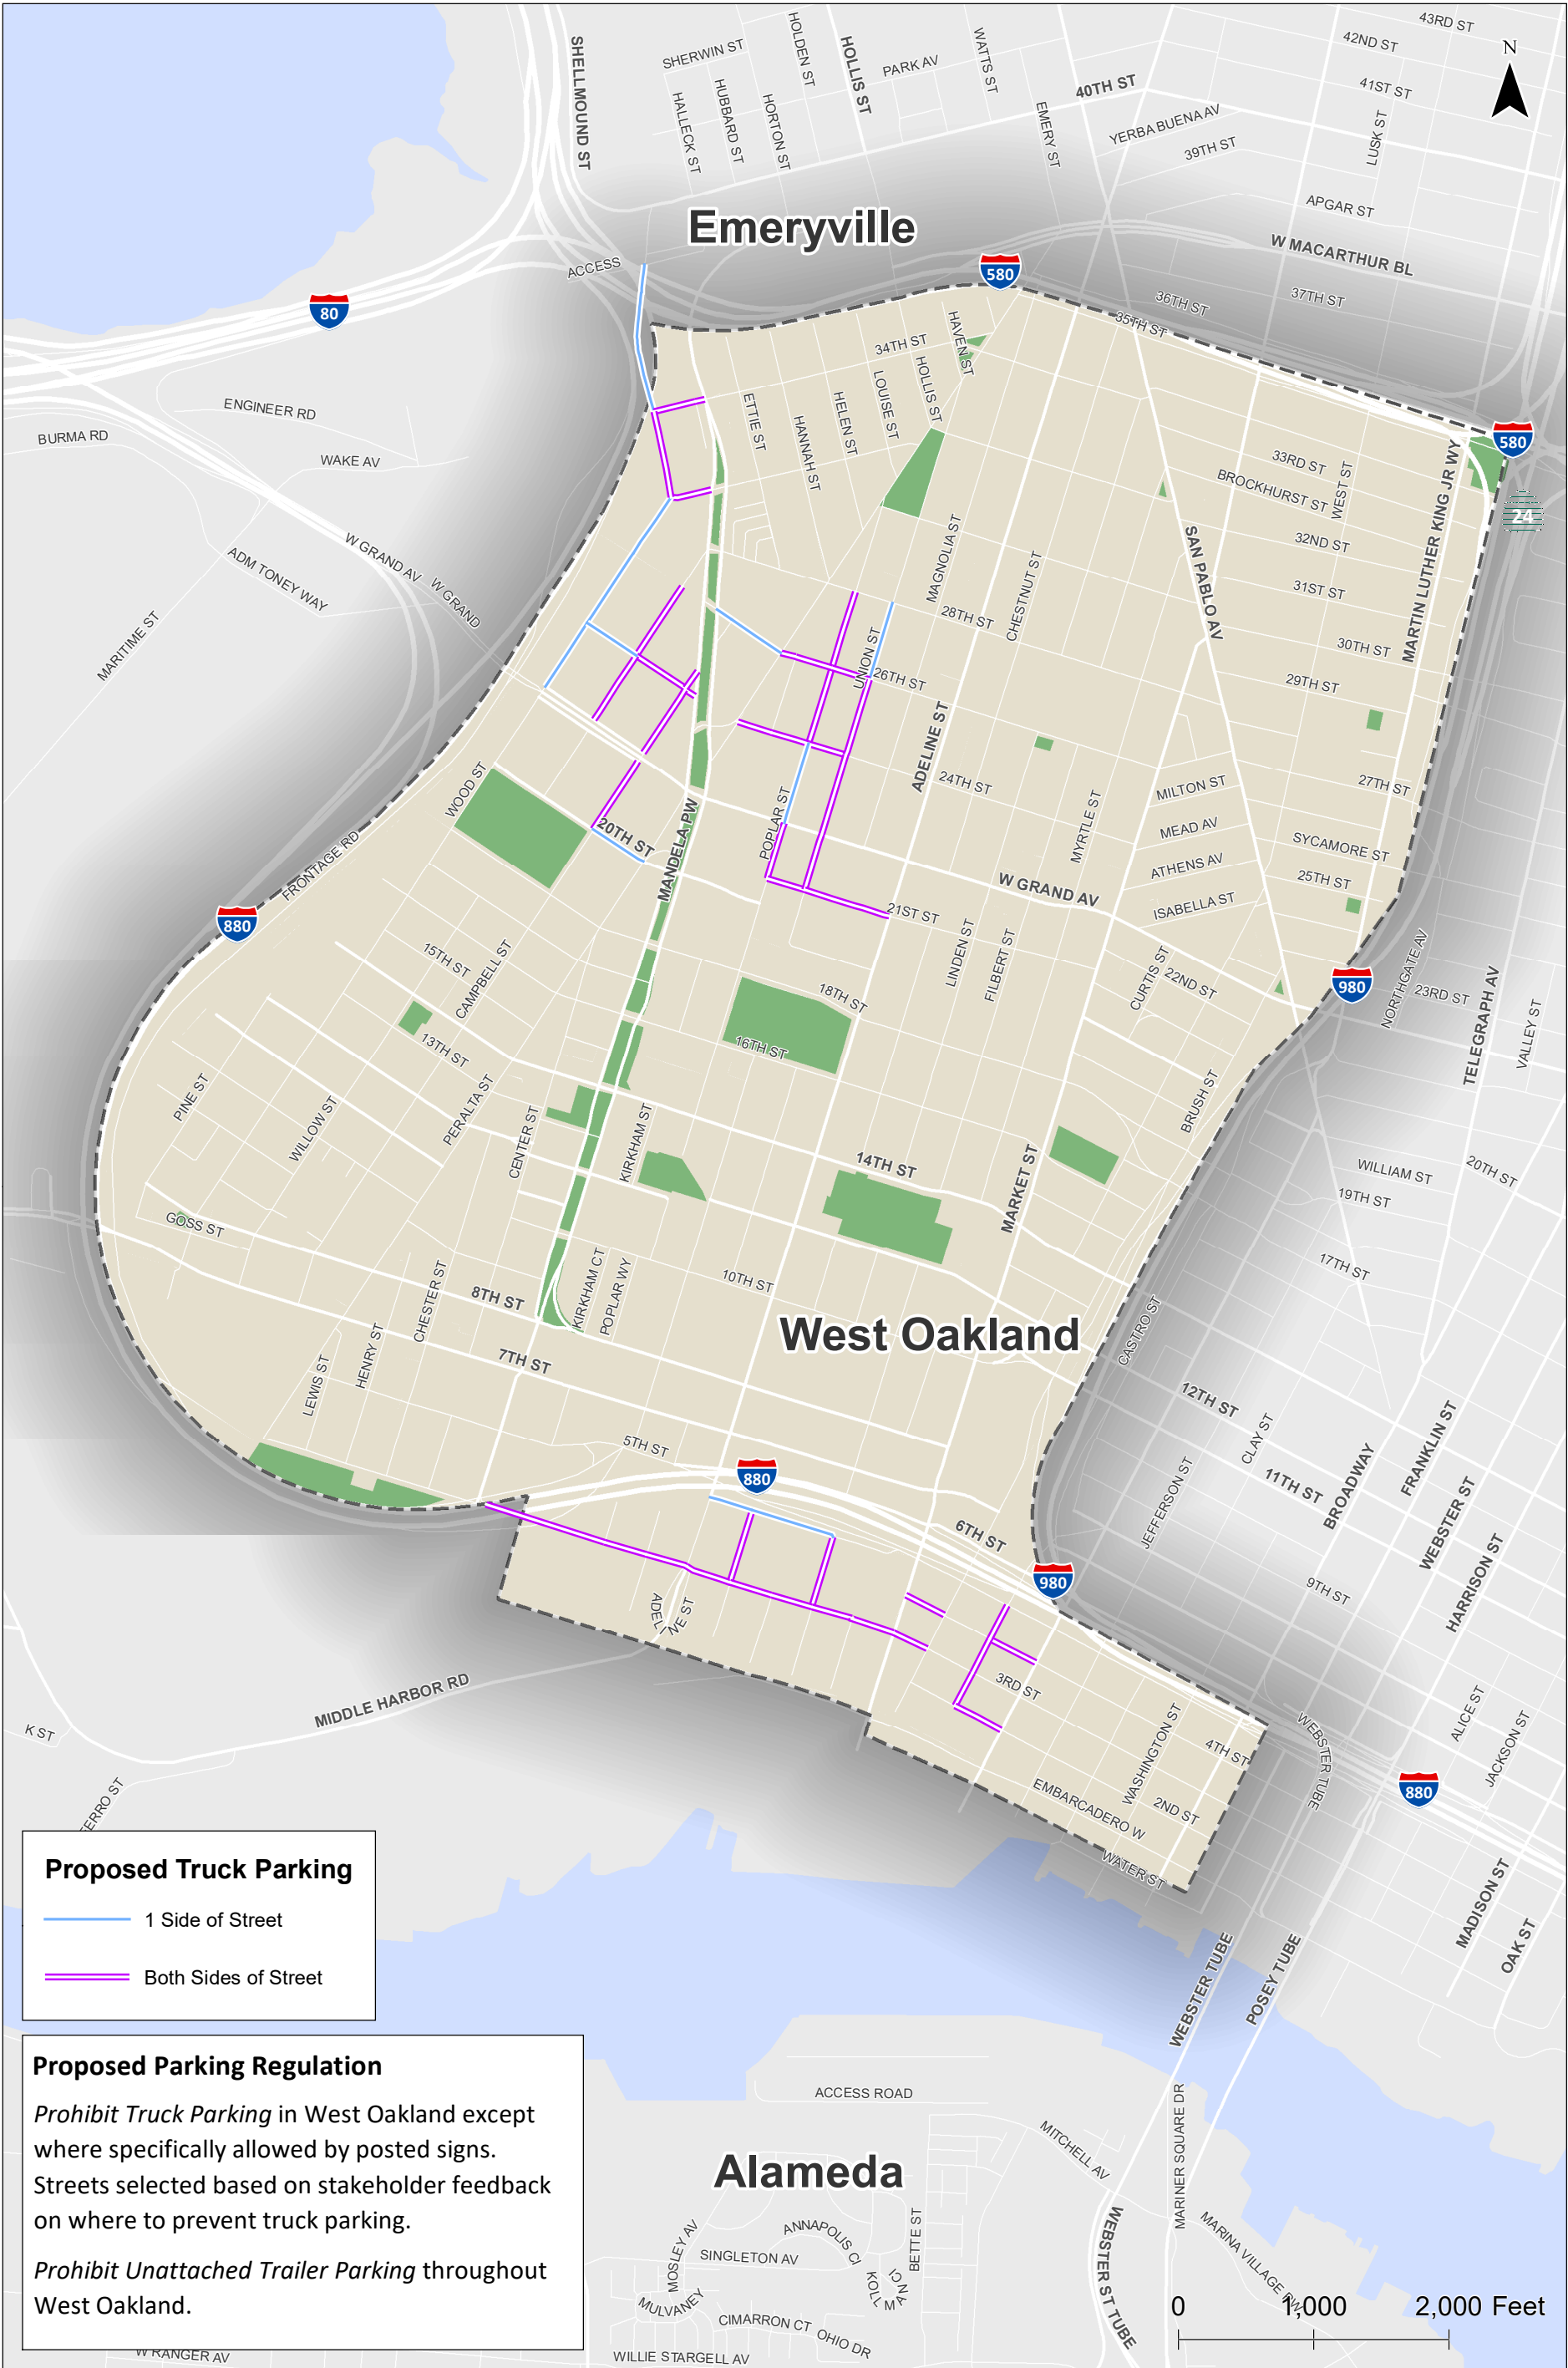 43RD ST
42ND ST
41ST ST
N
SHELLMOUND ST
SHERWIN ST
HOLDEN ST
HOLLIS ST
PARK AV
WATTS ST
40TH ST
HALLECK ST
HUBBARD ST
HORTON ST
EMERY ST
YERBA BUENA AV
39TH ST
LUSK ST
APGAR ST
Emeryville
W MACARTHUR BL
ACCESS
580
80
36TH ST
37TH ST
35TH ST
34TH ST
HAVEN ST
HOLLIS ST
LOUISE ST
HELEN ST
HANNAH ST
ETTIE ST
ENGINEER RD
BURMA RD
WAKE AV
580
24
33RD ST
BROCKHURST ST
WEST ST
MARTIN LUTHER KING JR WY
32ND ST
31ST ST
30TH ST
29TH ST
SAN PABLO AV
MAGNOLIA ST
CHESTNUT ST
28TH ST
UNION ST
26TH ST
W GRAND AV
W GRAND
ADM TONEY WAY
MARITIME ST
ADELINE ST
24TH ST
27TH ST
MILTON ST
MEAD AV
SYCAMORE ST
ATHENS AV
25TH ST
ISABELLA ST
MYRTLE ST
W GRAND AV
WOOD ST
20TH ST
MANDELA PW
POPLAR ST
21ST ST
FRONTAGE RD
880
LINDEN ST
FILBERT ST
CURTIS ST
22ND ST
980
NORTHGATE AV
23RD ST
TELEGRAPH AV
VALLEY ST
15TH ST
CAMPBELL ST
18TH ST
16TH ST
13TH ST
PINE ST
WILLOW ST
PERALTA ST
CENTER ST
KIRKHAM ST
14TH ST
MARKET ST
BRUSH ST
WILLIAM ST
20TH ST
19TH ST
17TH ST
GOSS ST
CHESTER ST
8TH ST
KIRKHAM CT
POPLAR WY
10TH ST
West Oakland
CASTRO ST
7TH ST
HENRY ST
LEWIS ST
12TH ST
CLAY ST
11TH ST
BROADWAY
FRANKLIN ST
WEBSTER ST
HARRISON ST
JEFFERSON ST
9TH ST
5TH ST
880
6TH ST
980
ADELINE ST
3RD ST
MIDDLE HARBOR RD
K ST
FERRO ST
WASHINGTON ST
4TH ST
WEBSTER TUBE
ALICE ST
JACKSON ST
880
EMBARCADERO W
2ND ST
WATER ST
MADISON ST
OAK ST
WEBSTER TUBE
POSEY TUBE
Proposed Truck Parking
1 Side of Street
Both Sides of Street
Proposed Parking Regulation
Prohibit Truck Parking in West Oakland except
where specifically allowed by posted signs.
Streets selected based on stakeholder feedback
on where to prevent truck parking.
Prohibit Unattached Trailer Parking throughout
West Oakland.
ACCESS ROAD
MITCHELL AV
MARINER SQUARE DR
Alameda
MOSLEY AV
ANNAPOLIS CI
SINGLETON AV
BETTE ST
KOLLMAN CI
MULVANEY
CIMARRON CT
OHIO DR
WEBSTER ST TUBE
MARINA VILLAGE PW
W RANGER AV
WILLIE STARGELL AV
0 1,000 2,000 Feet